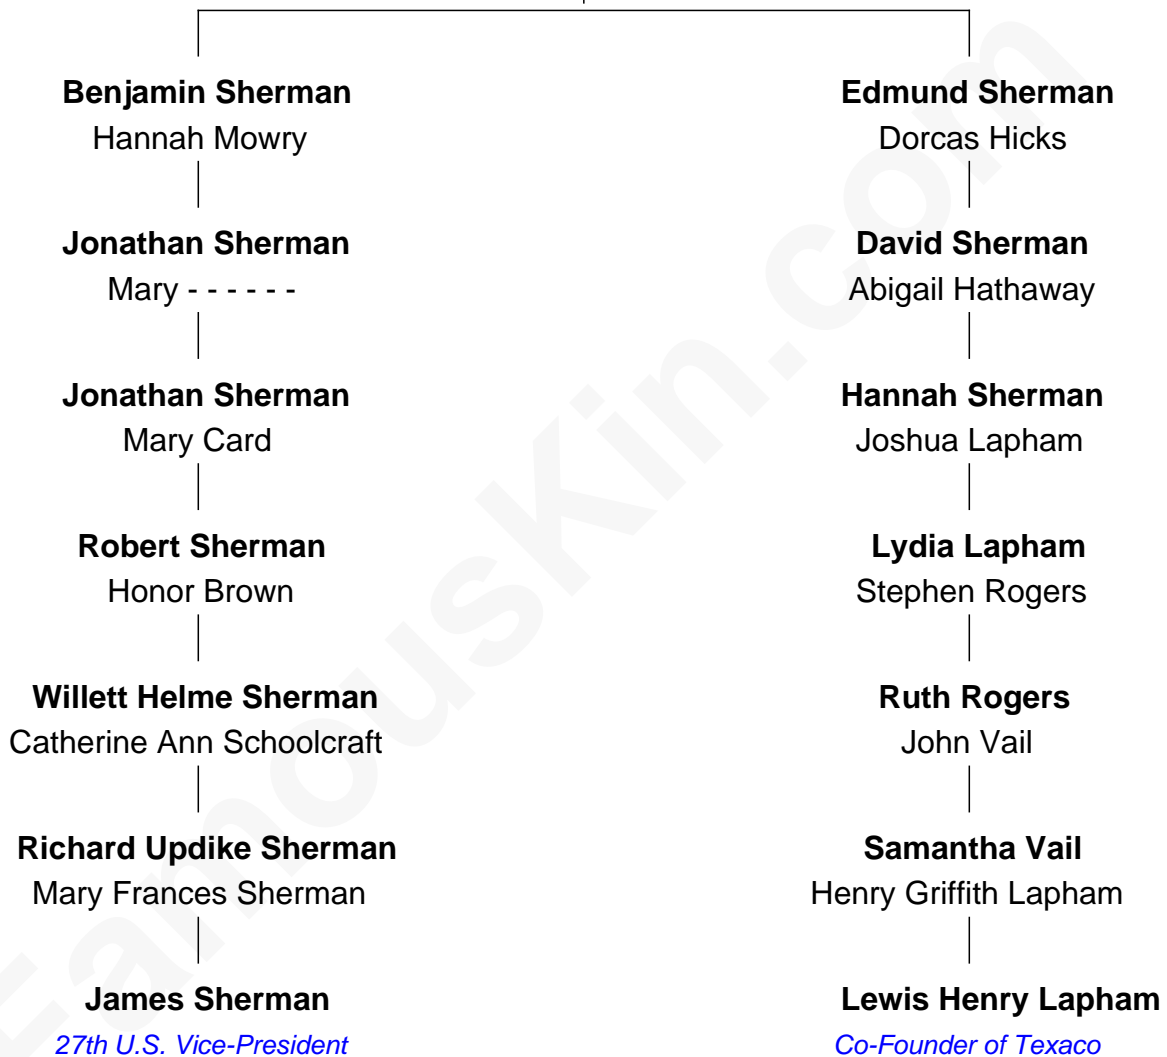 Benjamin Sherman
Hannah Mowry
Jonathan Sherman
Mary - - - - - -
Jonathan Sherman
Mary Card
Robert Sherman
Honor Brown
Willett Helme Sherman
Catherine Ann Schoolcraft
Richard Updike Sherman
Mary Frances Sherman
James Sherman
27th U.S. Vice-President
Edmund Sherman
Dorcas Hicks
David Sherman
Abigail Hathaway
Hannah Sherman
Joshua Lapham
Lydia Lapham
Stephen Rogers
Ruth Rogers
John Vail
Samantha Vail
Henry Griffith Lapham
Lewis Henry Lapham
Co-Founder of Texaco
FamousKin.com